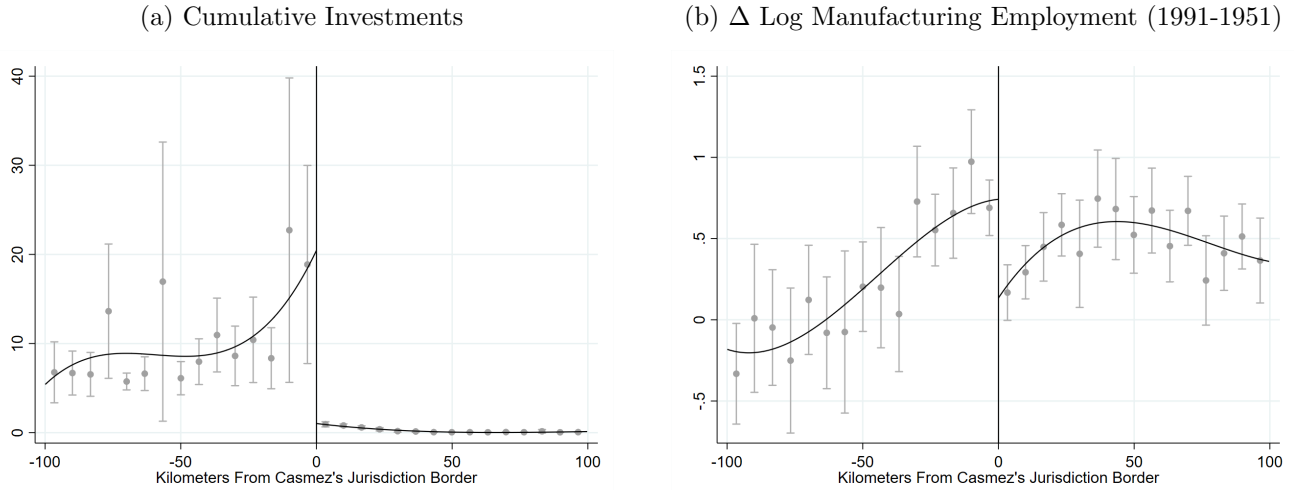 (a) Cumulative Investments
40
30
20
10
0
-100 -50 0 50 100
Kilometers From Casmez's Jurisdiction Border
(b) Δ Log Manufacturing Employment (1991-1951)
1.5
1
.5
0
-.5
-100 -50 0 50 100
Kilometers From Casmez's Jurisdiction Border